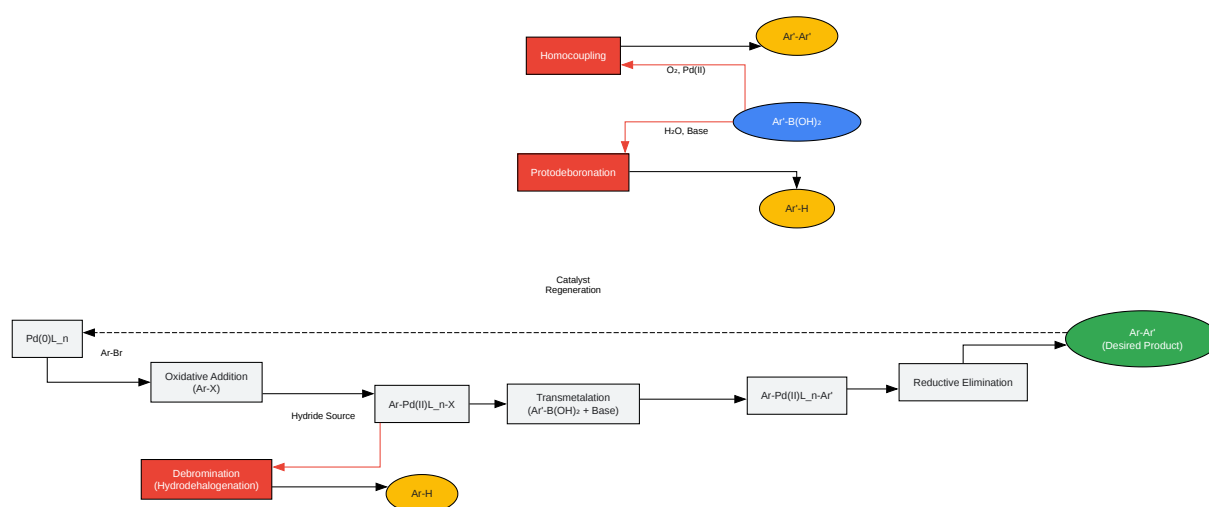 Ar'-Ar'
Homocoupling
O₂, Pd(II)
Ar'-B(OH)₂
H₂O, Base
Protodeboronation
Ar'-H
Catalyst
Regeneration
Pd(0)L_n
Ar-Ar'
(Desired Product)
Ar-Br
Oxidative Addition
(Ar-X)
Reductive Elimination
Ar-Pd(II)L_n-Ar'
Transmetalation
(Ar'-B(OH)₂ + Base)
Ar-Pd(II)L_n-X
Hydride Source
Debromination
(Hydrodehalogenation)
Ar-H